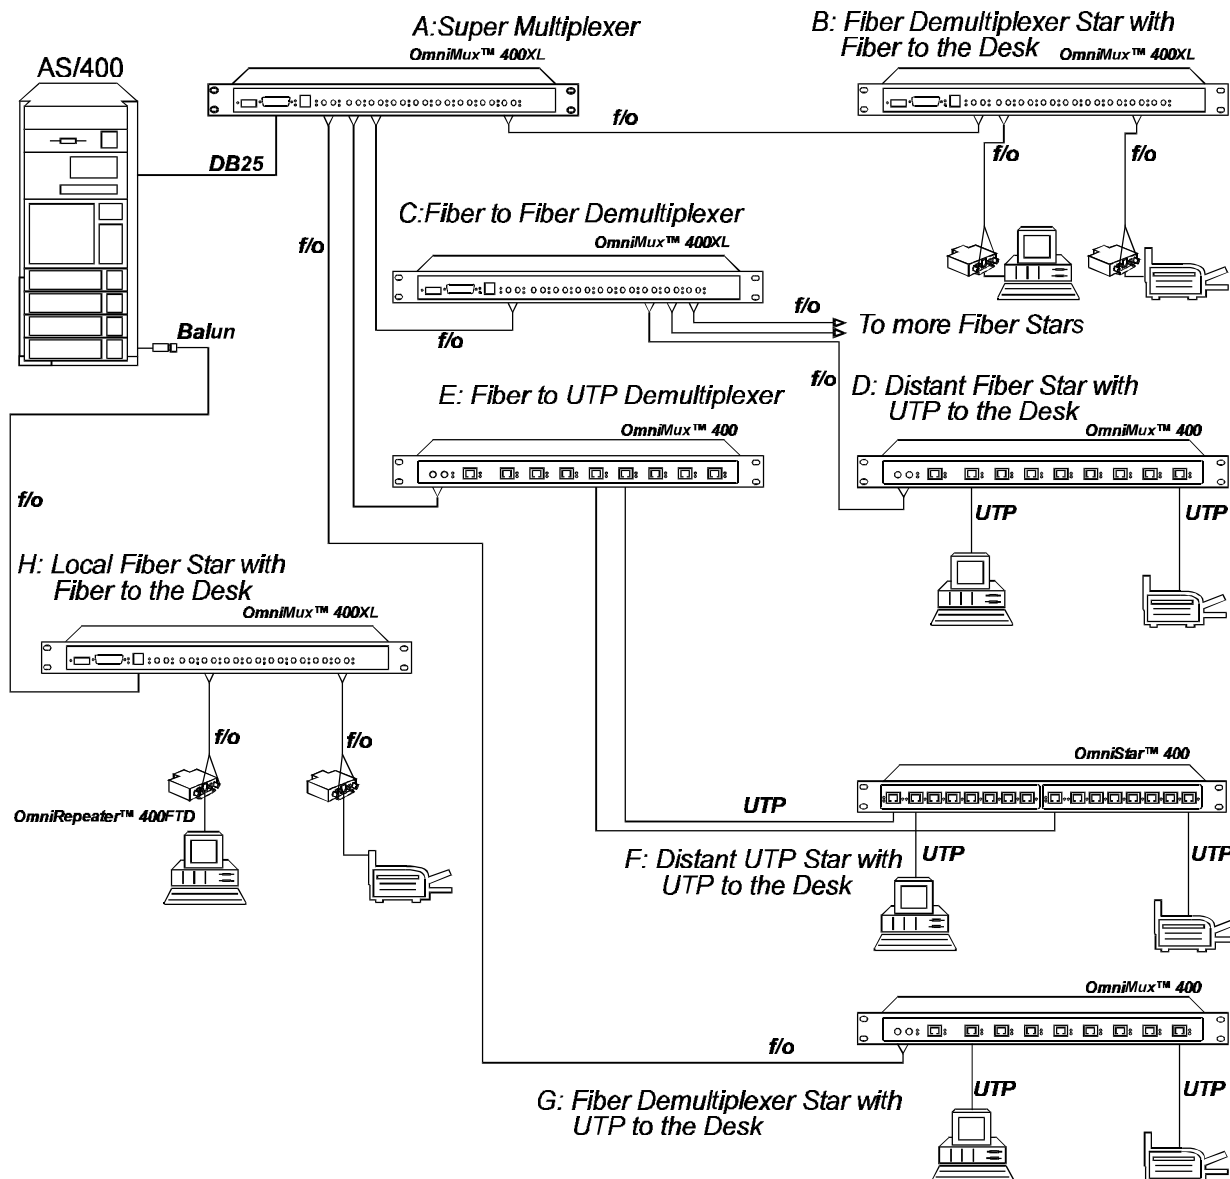 A:Super Multiplexer
OmniMux™ 400XL
B: Fiber Demultiplexer Star with
Fiber to the Desk
OmniMux™ 400XL
AS/400
DB25
f/o
f/o
f/o
f/o
C:Fiber to Fiber Demultiplexer
OmniMux™ 400XL
f/o
f/o
To more Fiber Stars
Balun
f/o
E: Fiber to UTP Demultiplexer
OmniMux™ 400
D: Distant Fiber Star with
UTP to the Desk
OmniMux™ 400
UTP
UTP
f/o
H: Local Fiber Star with
Fiber to the Desk
OmniMux™ 400XL
f/o
f/o
OmniRepeater™ 400FTD
OmniStar™ 400
UTP
F: Distant UTP Star with
UTP to the Desk
UTP
UTP
OmniMux™ 400
f/o
G: Fiber Demultiplexer Star with
UTP to the Desk
UTP
UTP